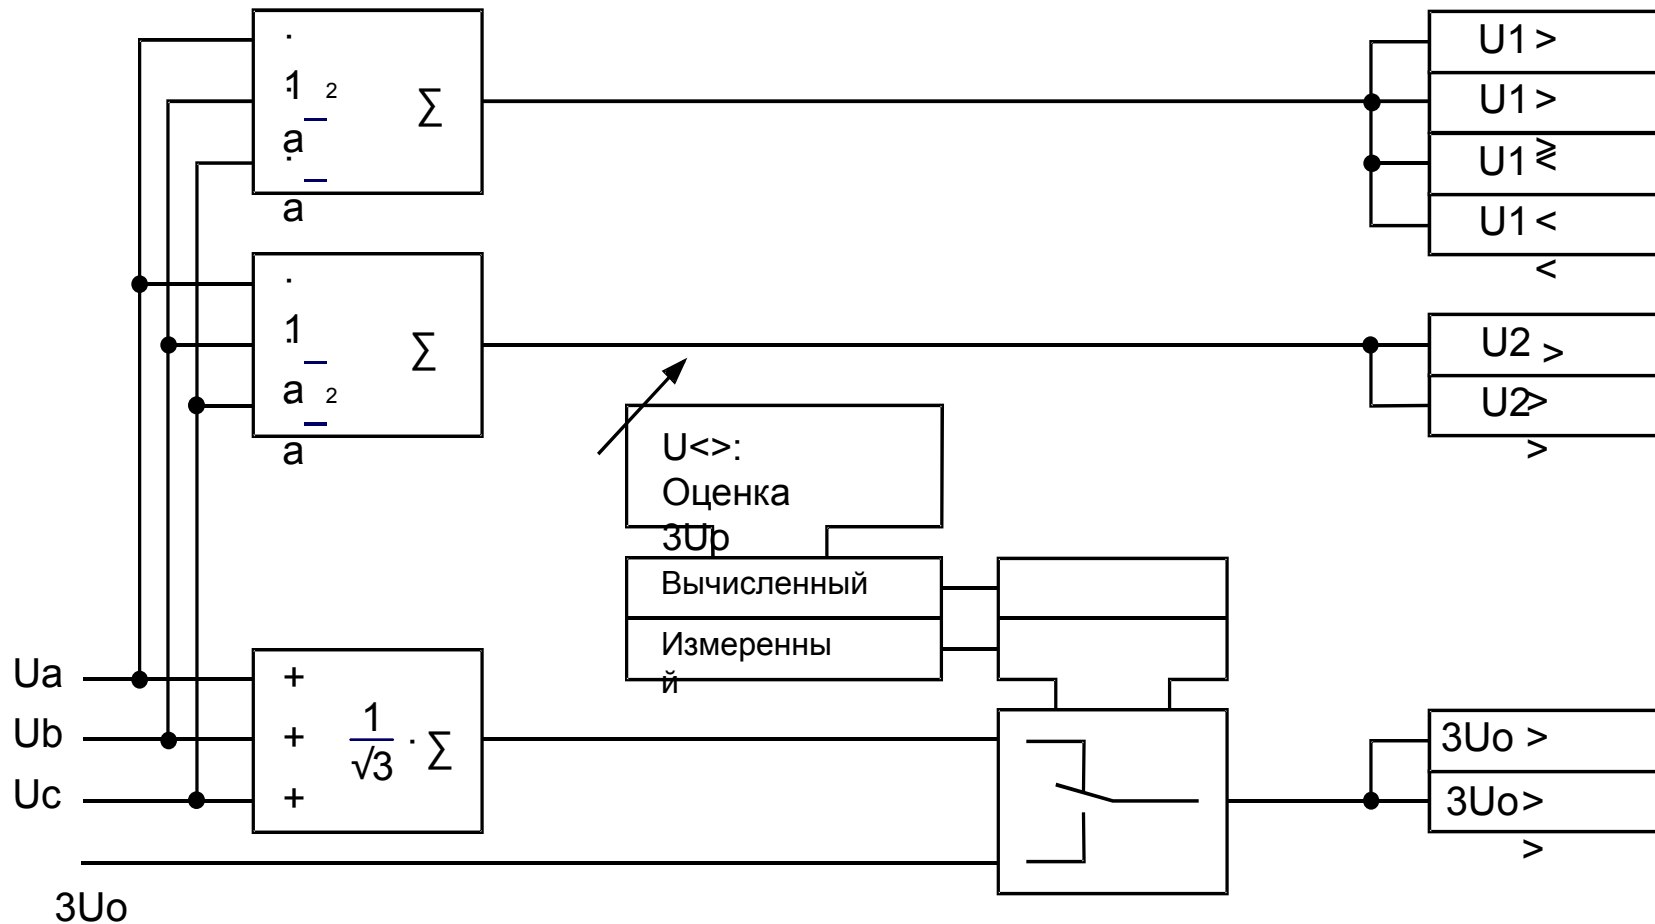 ·
1
· a ²
· a
∑
U1 >
U1 >>
U1 <
U1 <<
·
1
· a
· a ²
∑
U2 >
U2 >>
U<>:
Оценка
3Uo
Вычисленный
Измеренны
й
Ua
Ub
Uc
+
+
+
1
√3
· ∑
3Uo >
3Uo >>
3Uo